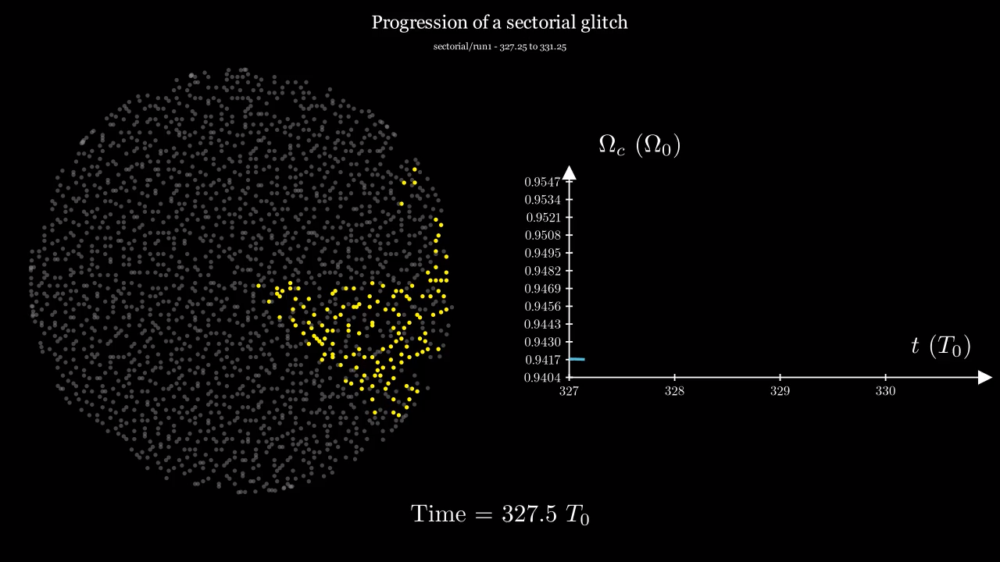 Progression of a sectorial glitch
sectorial/run1 - 327.25 to 331.25
Ω_c (Ω_0)
0.9547
0.9534
0.9521
0.9508
0.9495
0.9482
0.9469
0.9456
0.9443
0.9430
0.9417
0.9404
t (T_0)
327 328 329 330
Time = 327.5 T_0